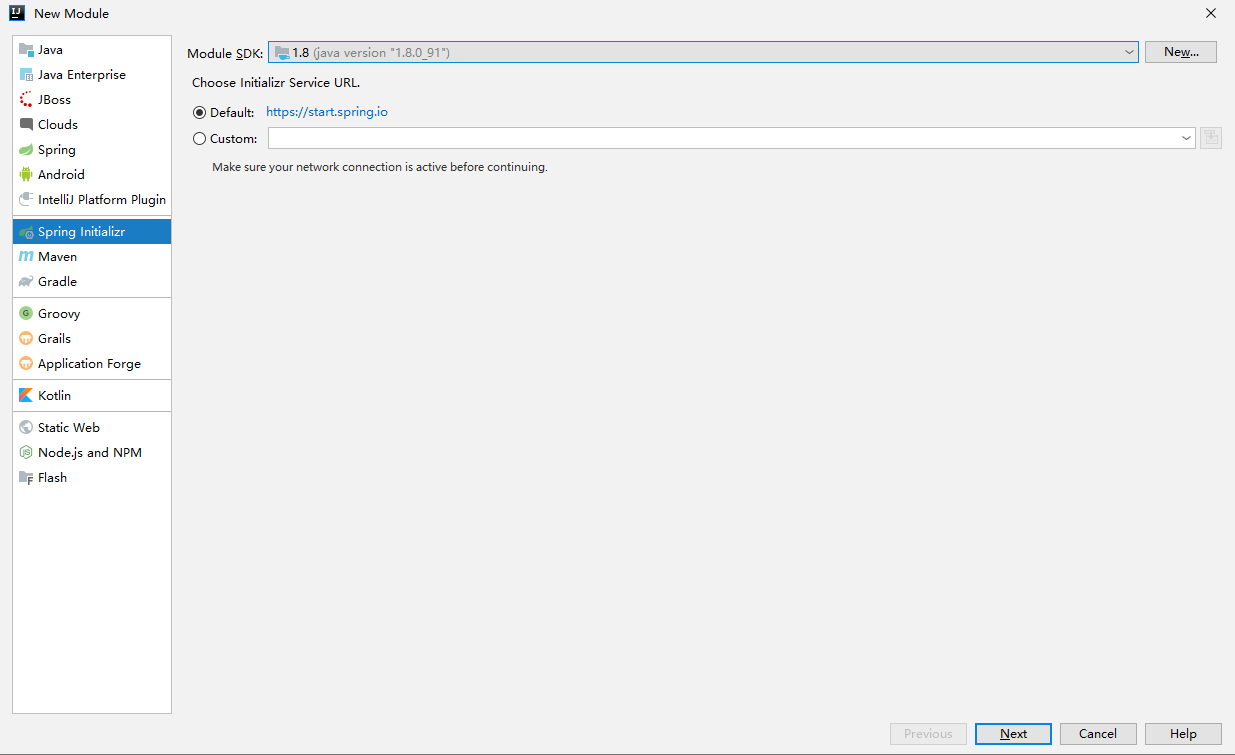 New Module
Java
Java Enterprise
JBoss
Clouds
Spring
Android
IntelliJ Platform Plugin
Spring Initializr
Maven
Gradle
Groovy
Grails
Application Forge
Kotlin
Static Web
Node.js and NPM
Flash
Module SDK: 1.8 (java version "1.8.0_91") New...
Choose Initializr Service URL.
Default: https://start.spring.io
Custom:
Make sure your network connection is active before continuing.
Previous Next Cancel Help